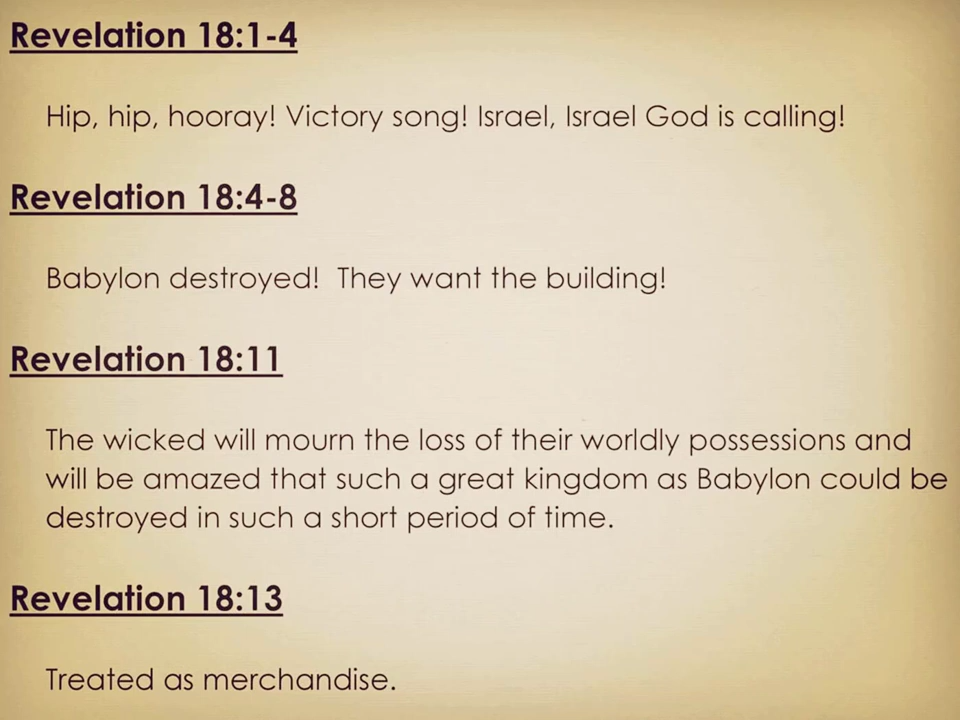 Revelation 18:1-4
Hip, hip, hooray! Victory song! Israel, Israel God is calling!
Revelation 18:4-8
Babylon destroyed!  They want the building!
Revelation 18:11
The wicked will mourn the loss of their worldly possessions and
will be amazed that such a great kingdom as Babylon could be
destroyed in such a short period of time.
Revelation 18:13
Treated as merchandise.